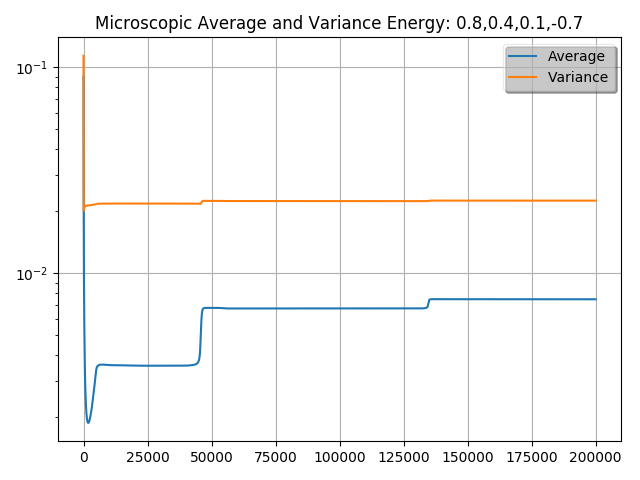 Microscopic Average and Variance Energy: 0.8,0.4,0.1,-0.7
10⁻¹
Average
Variance
10⁻²
0 25000 50000 75000 100000 125000 150000 175000 200000